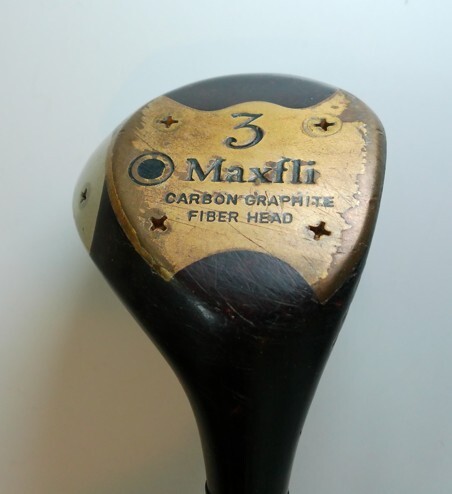 3
Maxfli
CARBON GRAPHITE
FIBER HEAD